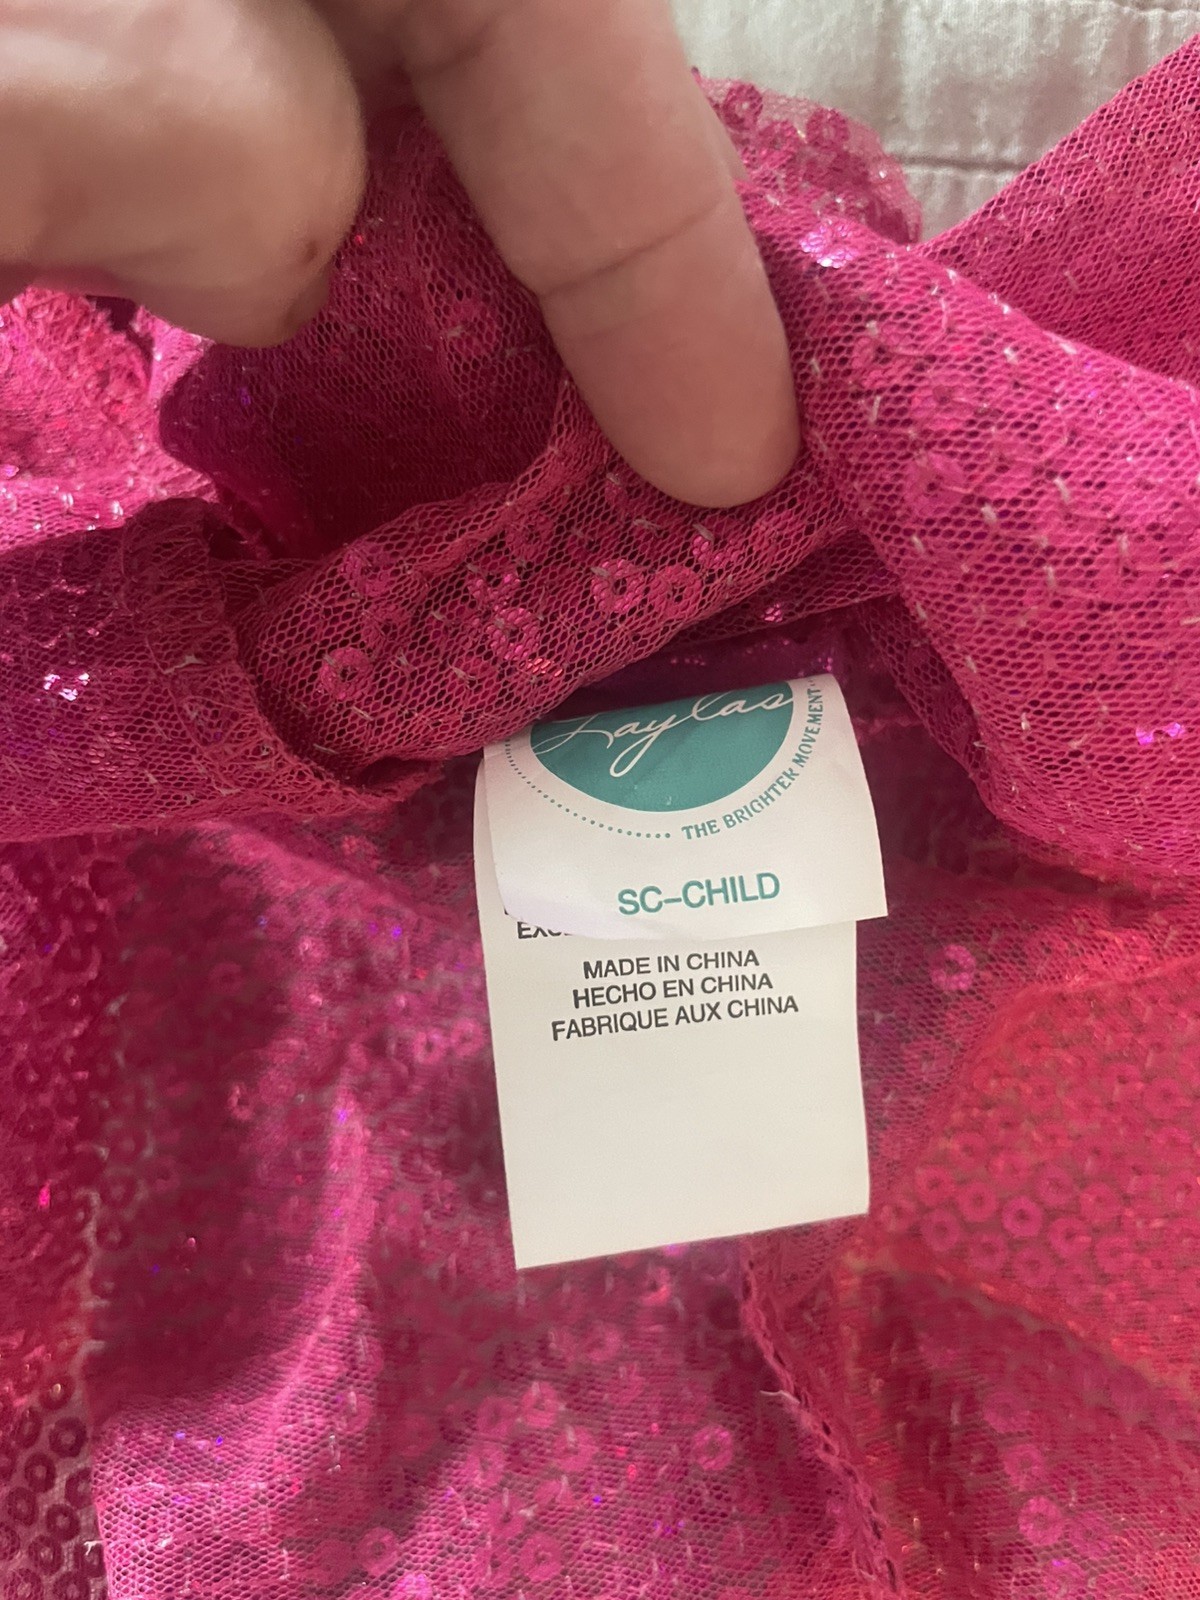 Laylas
THE BRIGHTER MOVEMENT
SC–CHILD
MADE IN CHINA
HECHO EN CHINA
FABRIQUE AUX CHINA